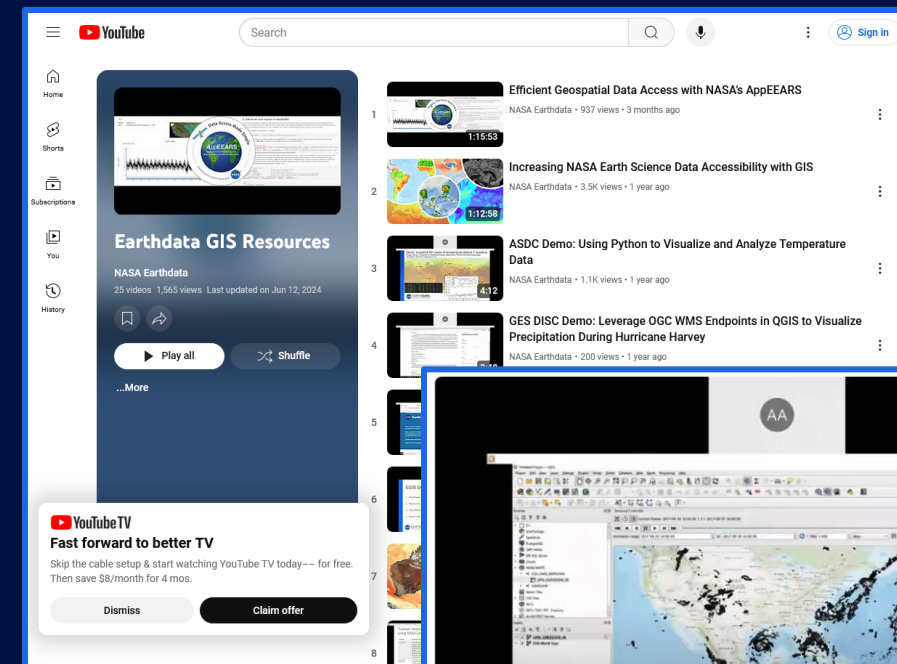 YouTube
Search
Sign in
Home
Shorts
Subscriptions
You
History
AppEEARS
Earthdata GIS Resources
NASA Earthdata
25 videos 1,565 views Last updated on Jun 12, 2024
Play all
Shuffle
...More
1
1:15:53
Efficient Geospatial Data Access with NASA's AppEEARS
NASA Earthdata • 937 views • 3 months ago
2
1:12:58
Increasing NASA Earth Science Data Accessibility with GIS
NASA Earthdata • 3.5K views • 1 year ago
3
4:12
ASDC Demo: Using Python to Visualize and Analyze Temperature
Data
NASA Earthdata • 1.1K views • 1 year ago
4
GES DISC Demo: Leverage OGC WMS Endpoints in QGIS to Visualize
Precipitation During Hurricane Harvey
NASA Earthdata • 200 views • 1 year ago
5
6
7
8
YouTube TV
Fast forward to better TV
Skip the cable setup & start watching YouTube TV today–– for free.
Then save $8/month for 4 mos.
Dismiss
Claim offer
AA